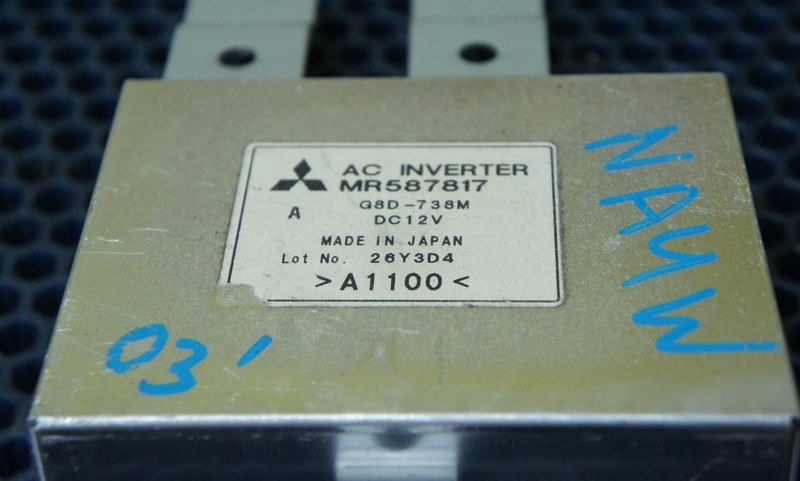 AC INVERTER
MR587817
G8D-738M
A
DC12V
MADE IN JAPAN
Lot No. 26Y3D4
>A1100<
NAYW
03'